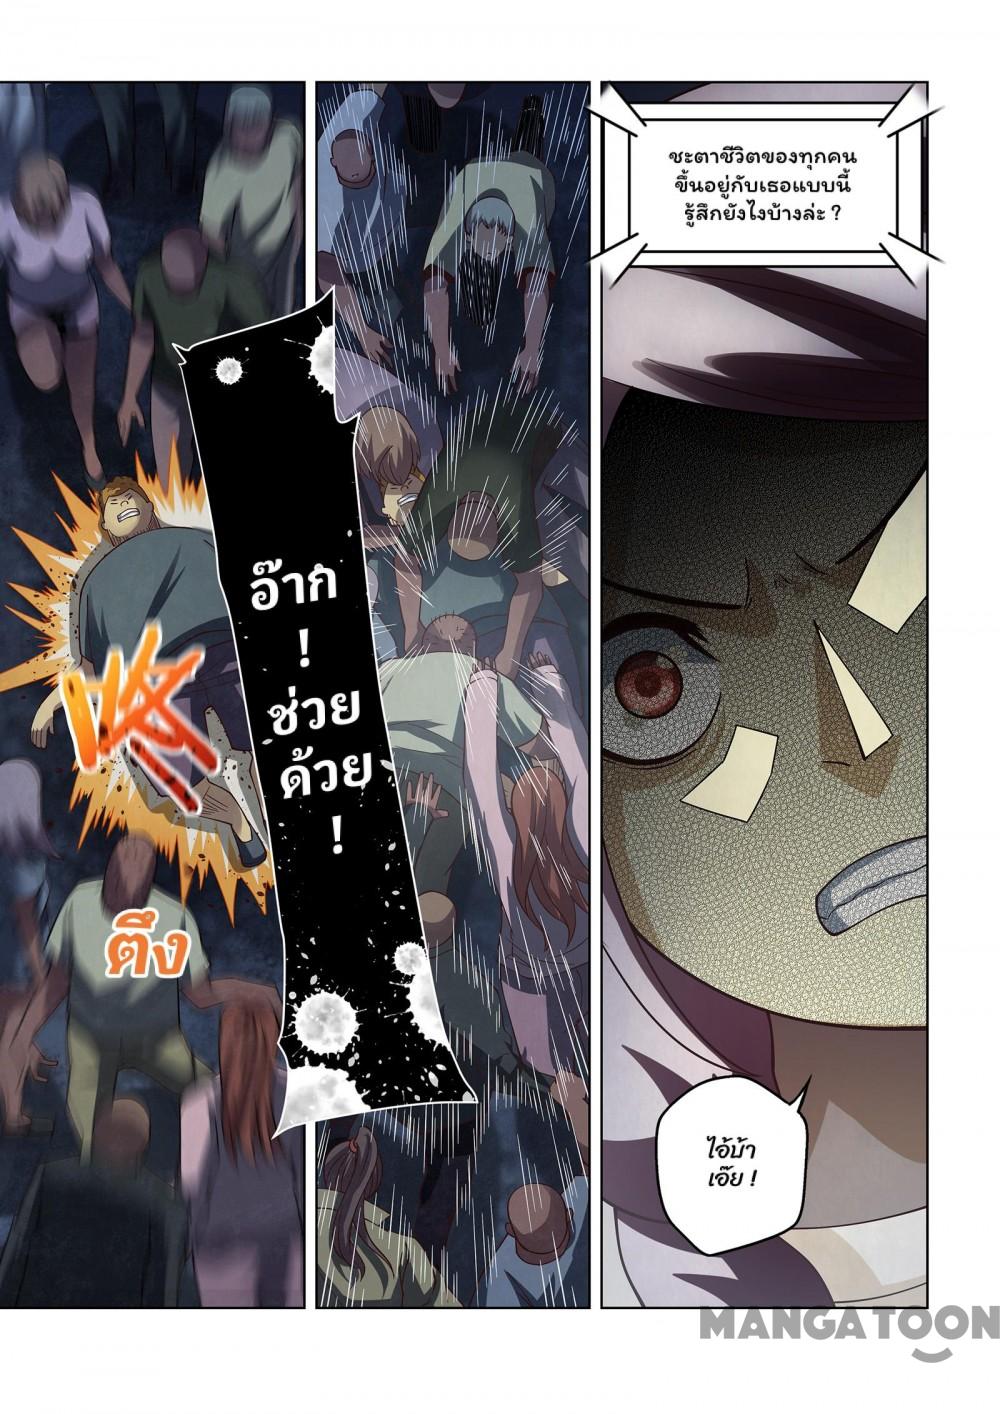 ชะตาชีวิตของทุกคน
ขึ้นอยู่กับเธอแบบนี้
รู้สึกยังไงบ้างล่ะ ?
ไอ้บ้า
เอ๊ย !
อ๊าก
!
ช่วย
ด้วย
!
咚
ตึง
MANGATOON